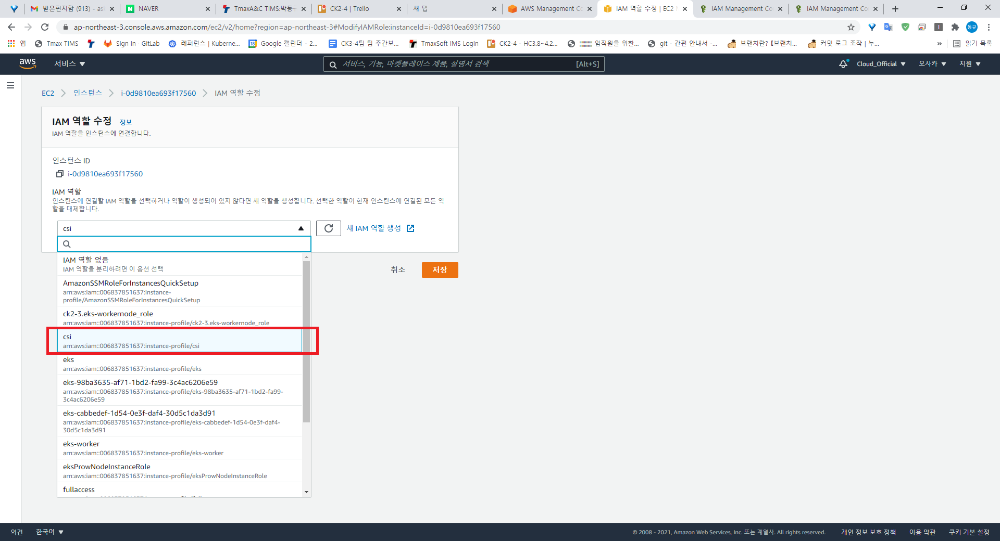 받은편지함 (913) - as
NAVER
TmaxA&C TIMS:박동규
CK2-4 | Trello
새 탭
AWS Management Co
IAM 역할 수정 | EC2 M
IAM Management Co
IAM Management Co
ap-northeast-3.console.aws.amazon.com/ec2/v2/home?region=ap-northeast-3#ModifyIAMRole:instanceId=i-0d9810ea693f17560
동규
앱
Tmax TIMS
Sign in · GitLab
레퍼런스 | Kuberne...
18
Google 캘린더 - 2...
CK3-4팀 팀 주간보...
TmaxSoft IMS Login
CK2-4 - HC3.8~4.2...
임직원을 위한...
git - 간편 안내서 -...
브랜치란?【브랜치...
커밋 로그 조작 | 누...
»
읽기 목록
aws
서비스
서비스, 기능, 마켓플레이스 제품, 설명서 검색
[Alt+S]
Cloud_Official
오사카
지원
EC2
인스턴스
i-0d9810ea693f17560
IAM 역할 수정
IAM 역할 수정 정보
IAM 역할을 인스턴스에 연결합니다.
인스턴스 ID
i-0d9810ea693f17560
IAM 역할
인스턴스에 연결할 IAM 역할을 선택하거나 역할이 생성되어 있지 않다면 새 역할을 생성합니다. 선택한 역할이 현재 인스턴스에 연결된 모든 역
할을 대체합니다.
csi
새 IAM 역할 생성
IAM 역할 없음
IAM 역할을 분리하려면 이 옵션 선택
취소
저장
AmazonSSMRoleForInstancesQuickSetup
arn:aws:iam::006837851637:instance-
profile/AmazonSSMRoleForInstancesQuickSetup
ck2-3.eks-workernode_role
arn:aws:iam::006837851637:instance-profile/ck2-3.eks-workernode_role
csi
arn:aws:iam::006837851637:instance-profile/csi
eks
arn:aws:iam::006837851637:instance-profile/eks
eks-98ba3635-af71-1bd2-fa99-3c4ac6206e59
arn:aws:iam::006837851637:instance-profile/eks-98ba3635-af71-1bd2-fa99-
3c4ac6206e59
eks-cabbedef-1d54-0e3f-daf4-30d5c1da3d91
arn:aws:iam::006837851637:instance-profile/eks-cabbedef-1d54-0e3f-daf4-
30d5c1da3d91
eks-worker
arn:aws:iam::006837851637:instance-profile/eks-worker
eksProwNodeInstanceRole
arn:aws:iam::006837851637:instance-profile/eksProwNodeInstanceRole
fullaccess
의견
한국어
© 2008 - 2021, Amazon Web Services, Inc. 또는 계열사. All rights reserved.
개인 정보 보호 정책
이용 약관
쿠키 기본 설정